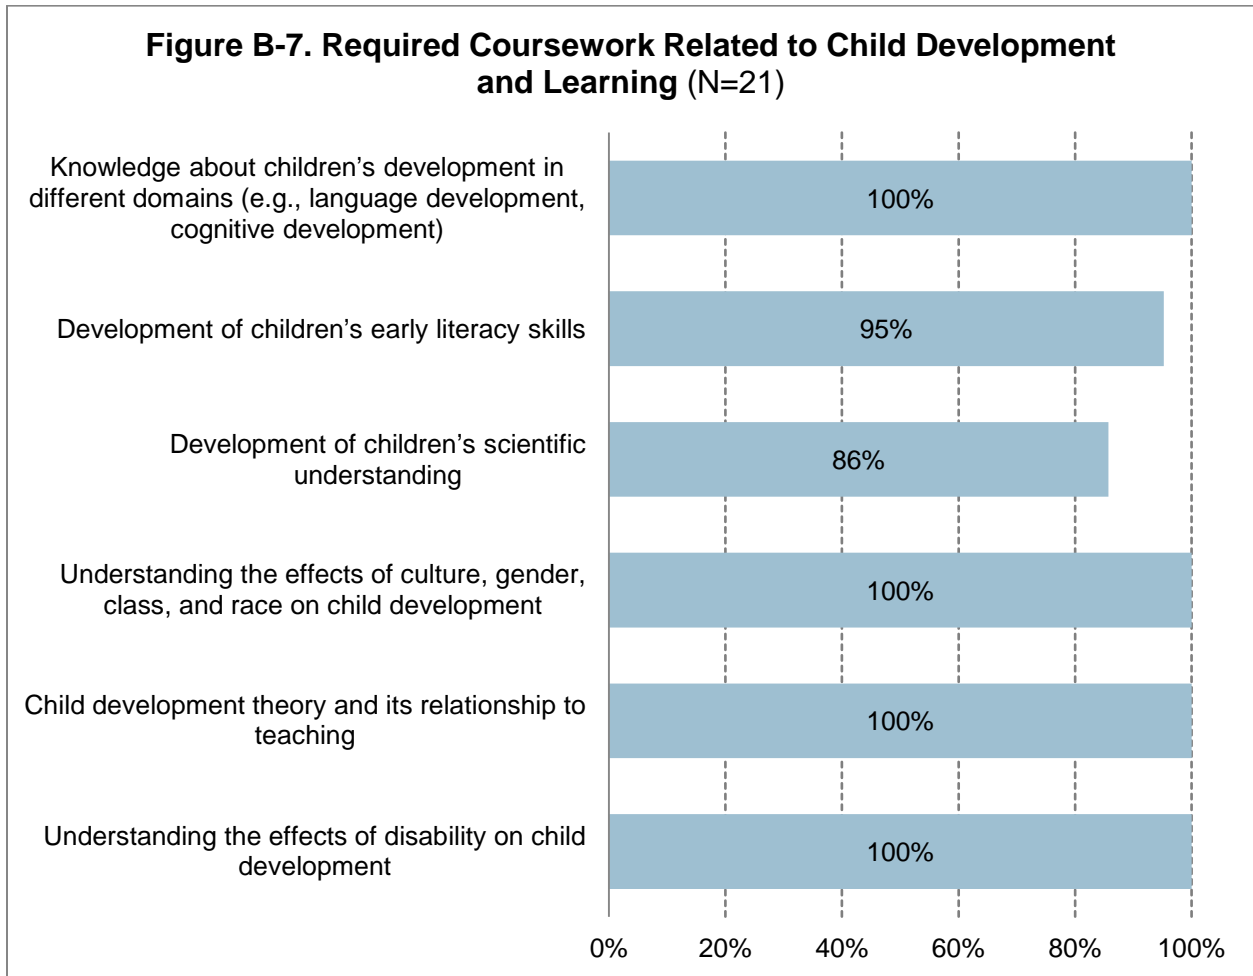 Figure B-7. Required Coursework Related to Child Development
and Learning (N=21)
Knowledge about children’s development in
different domains (e.g., language development,
cognitive development)
100%
Development of children’s early literacy skills
95%
Development of children’s scientific
understanding
86%
Understanding the effects of culture, gender,
class, and race on child development
100%
Child development theory and its relationship to
teaching
100%
Understanding the effects of disability on child
development
100%
0% 20% 40% 60% 80% 100%